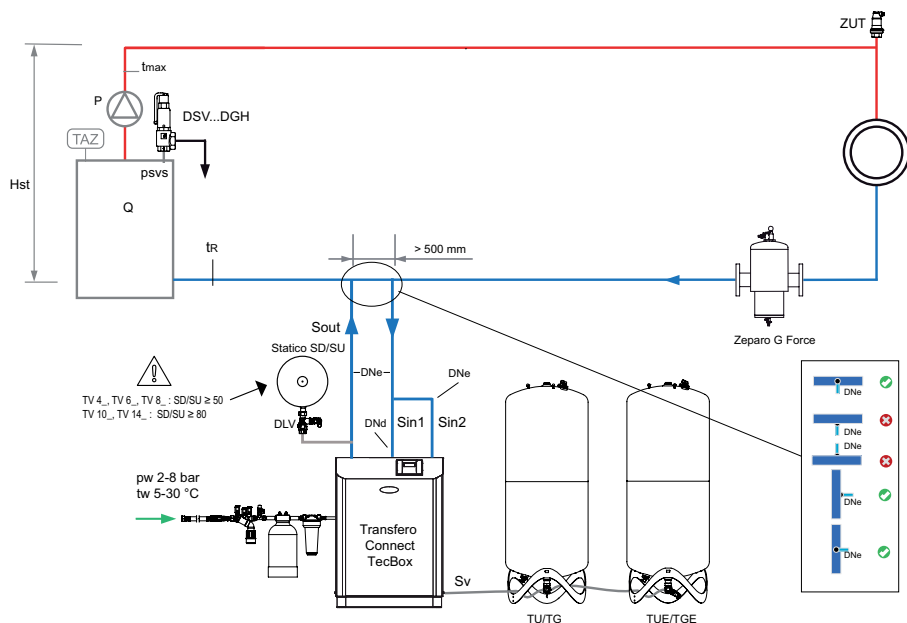 ZUT
tmax
P
DSV...DGH
TAZ
psvs
Hst
Q
> 500 mm
tR
Sout
Zeparo G Force
Statico SD/SU
DNe
DNe
TV 4_, TV 6_, TV 8_ : SD/SU ≥ 50
TV 10_, TV 14_ : SD/SU ≥ 80
DLV
DNd
Sin1
Sin2
DNe
DNe
DNe
DNe
DNe
pw 2-8 bar
tw 5-30 °C
Transfero
Connect
TecBox
Sv
TU/TG
TUE/TGE